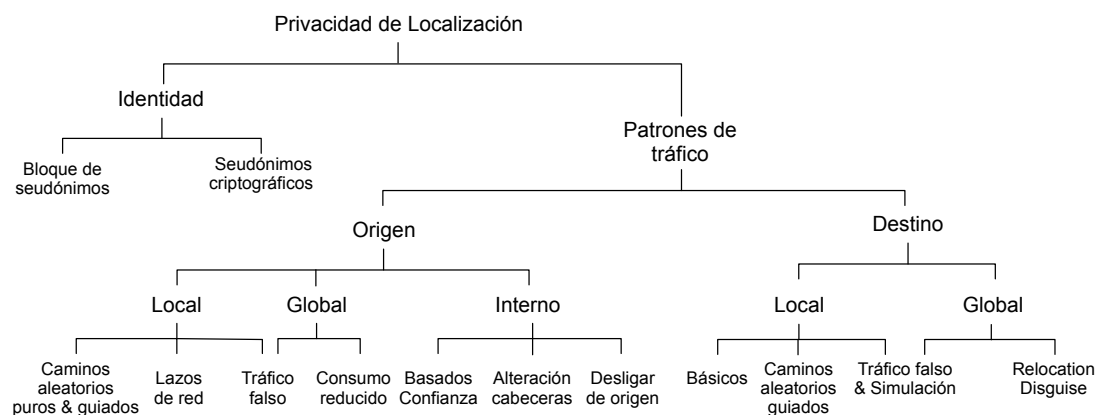 Privacidad de Localización
Identidad
Patrones de
tráfico
Bloque de
seudónimos
Seudónimos
criptográficos
Origen
Destino
Local
Global
Interno
Local
Global
Caminos
aleatorios
puros & guiados
Lazos
de red
Tráfico
falso
Consumo
reducido
Basados
Confianza
Alteración
cabeceras
Desligar
de origen
Básicos
Caminos
aleatorios
guiados
Tráfico falso
& Simulación
Relocation
Disguise